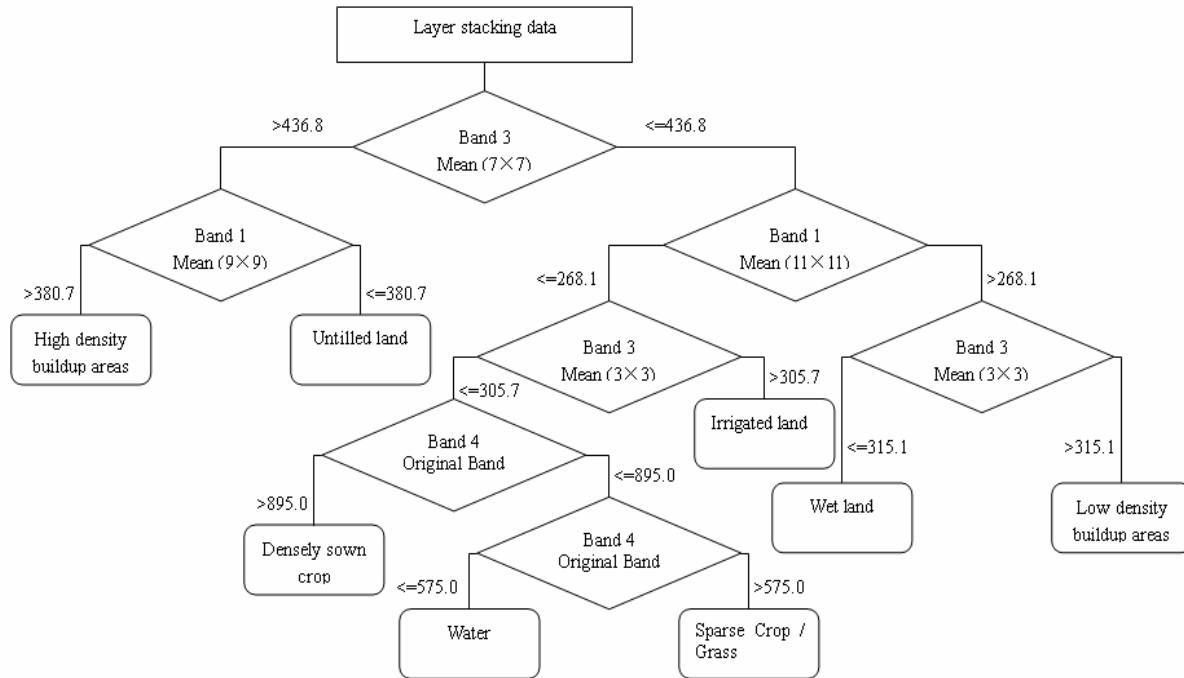 Layer stacking data
>436.8
<=436.8
Band 3
Mean (7×7)
Band 1
Mean (9×9)
Band 1
Mean (11×11)
>380.7
<=380.7
<=268.1
>268.1
High density
buildup areas
Untilled land
Band 3
Mean (3×3)
Band 3
Mean (3×3)
<=305.7
>305.7
Irrigated land
Band 4
Original Band
<=315.1
>315.1
>895.0
<=895.0
Wet land
Low density
buildup areas
Densely sown
crop
Band 4
Original Band
<=575.0
>575.0
Water
Sparse Crop /
Grass